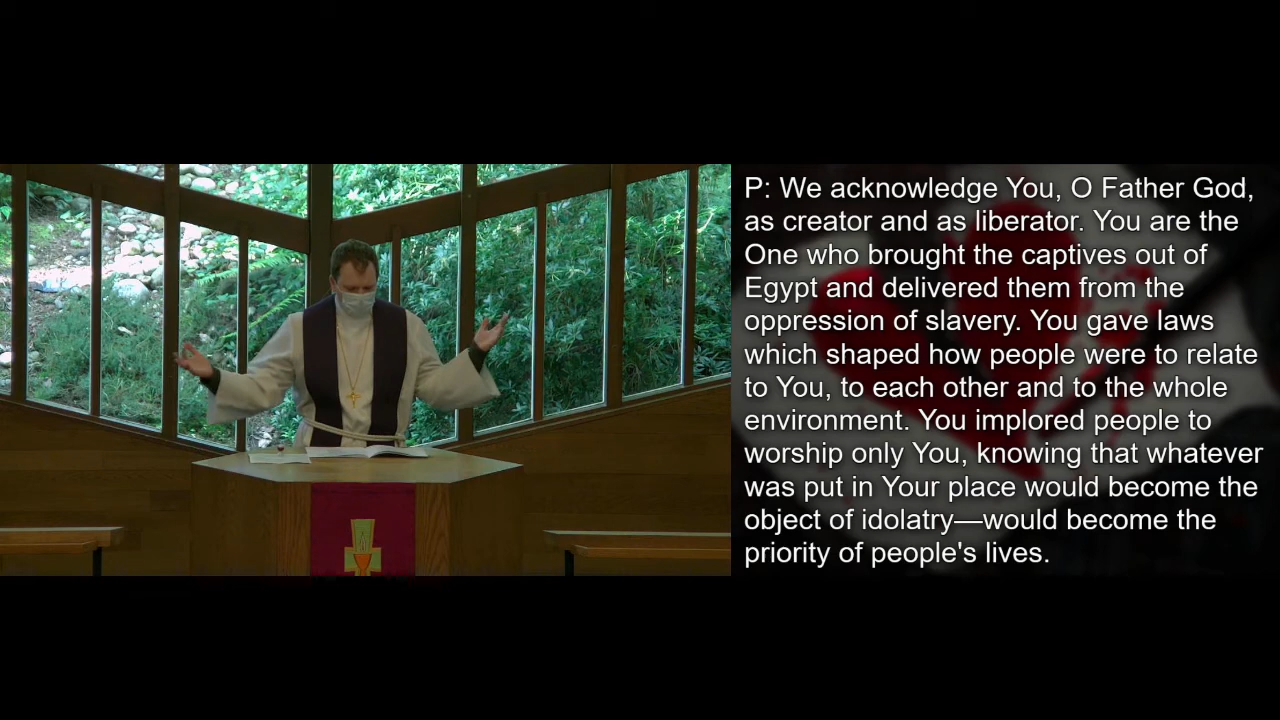 P: We acknowledge You, O Father God,
as creator and as liberator. You are the
One who brought the captives out of
Egypt and delivered them from the
oppression of slavery. You gave laws
which shaped how people were to relate
to You, to each other and to the whole
environment. You implored people to
worship only You, knowing that whatever
was put in Your place would become the
object of idolatry—would become the
priority of people's lives.